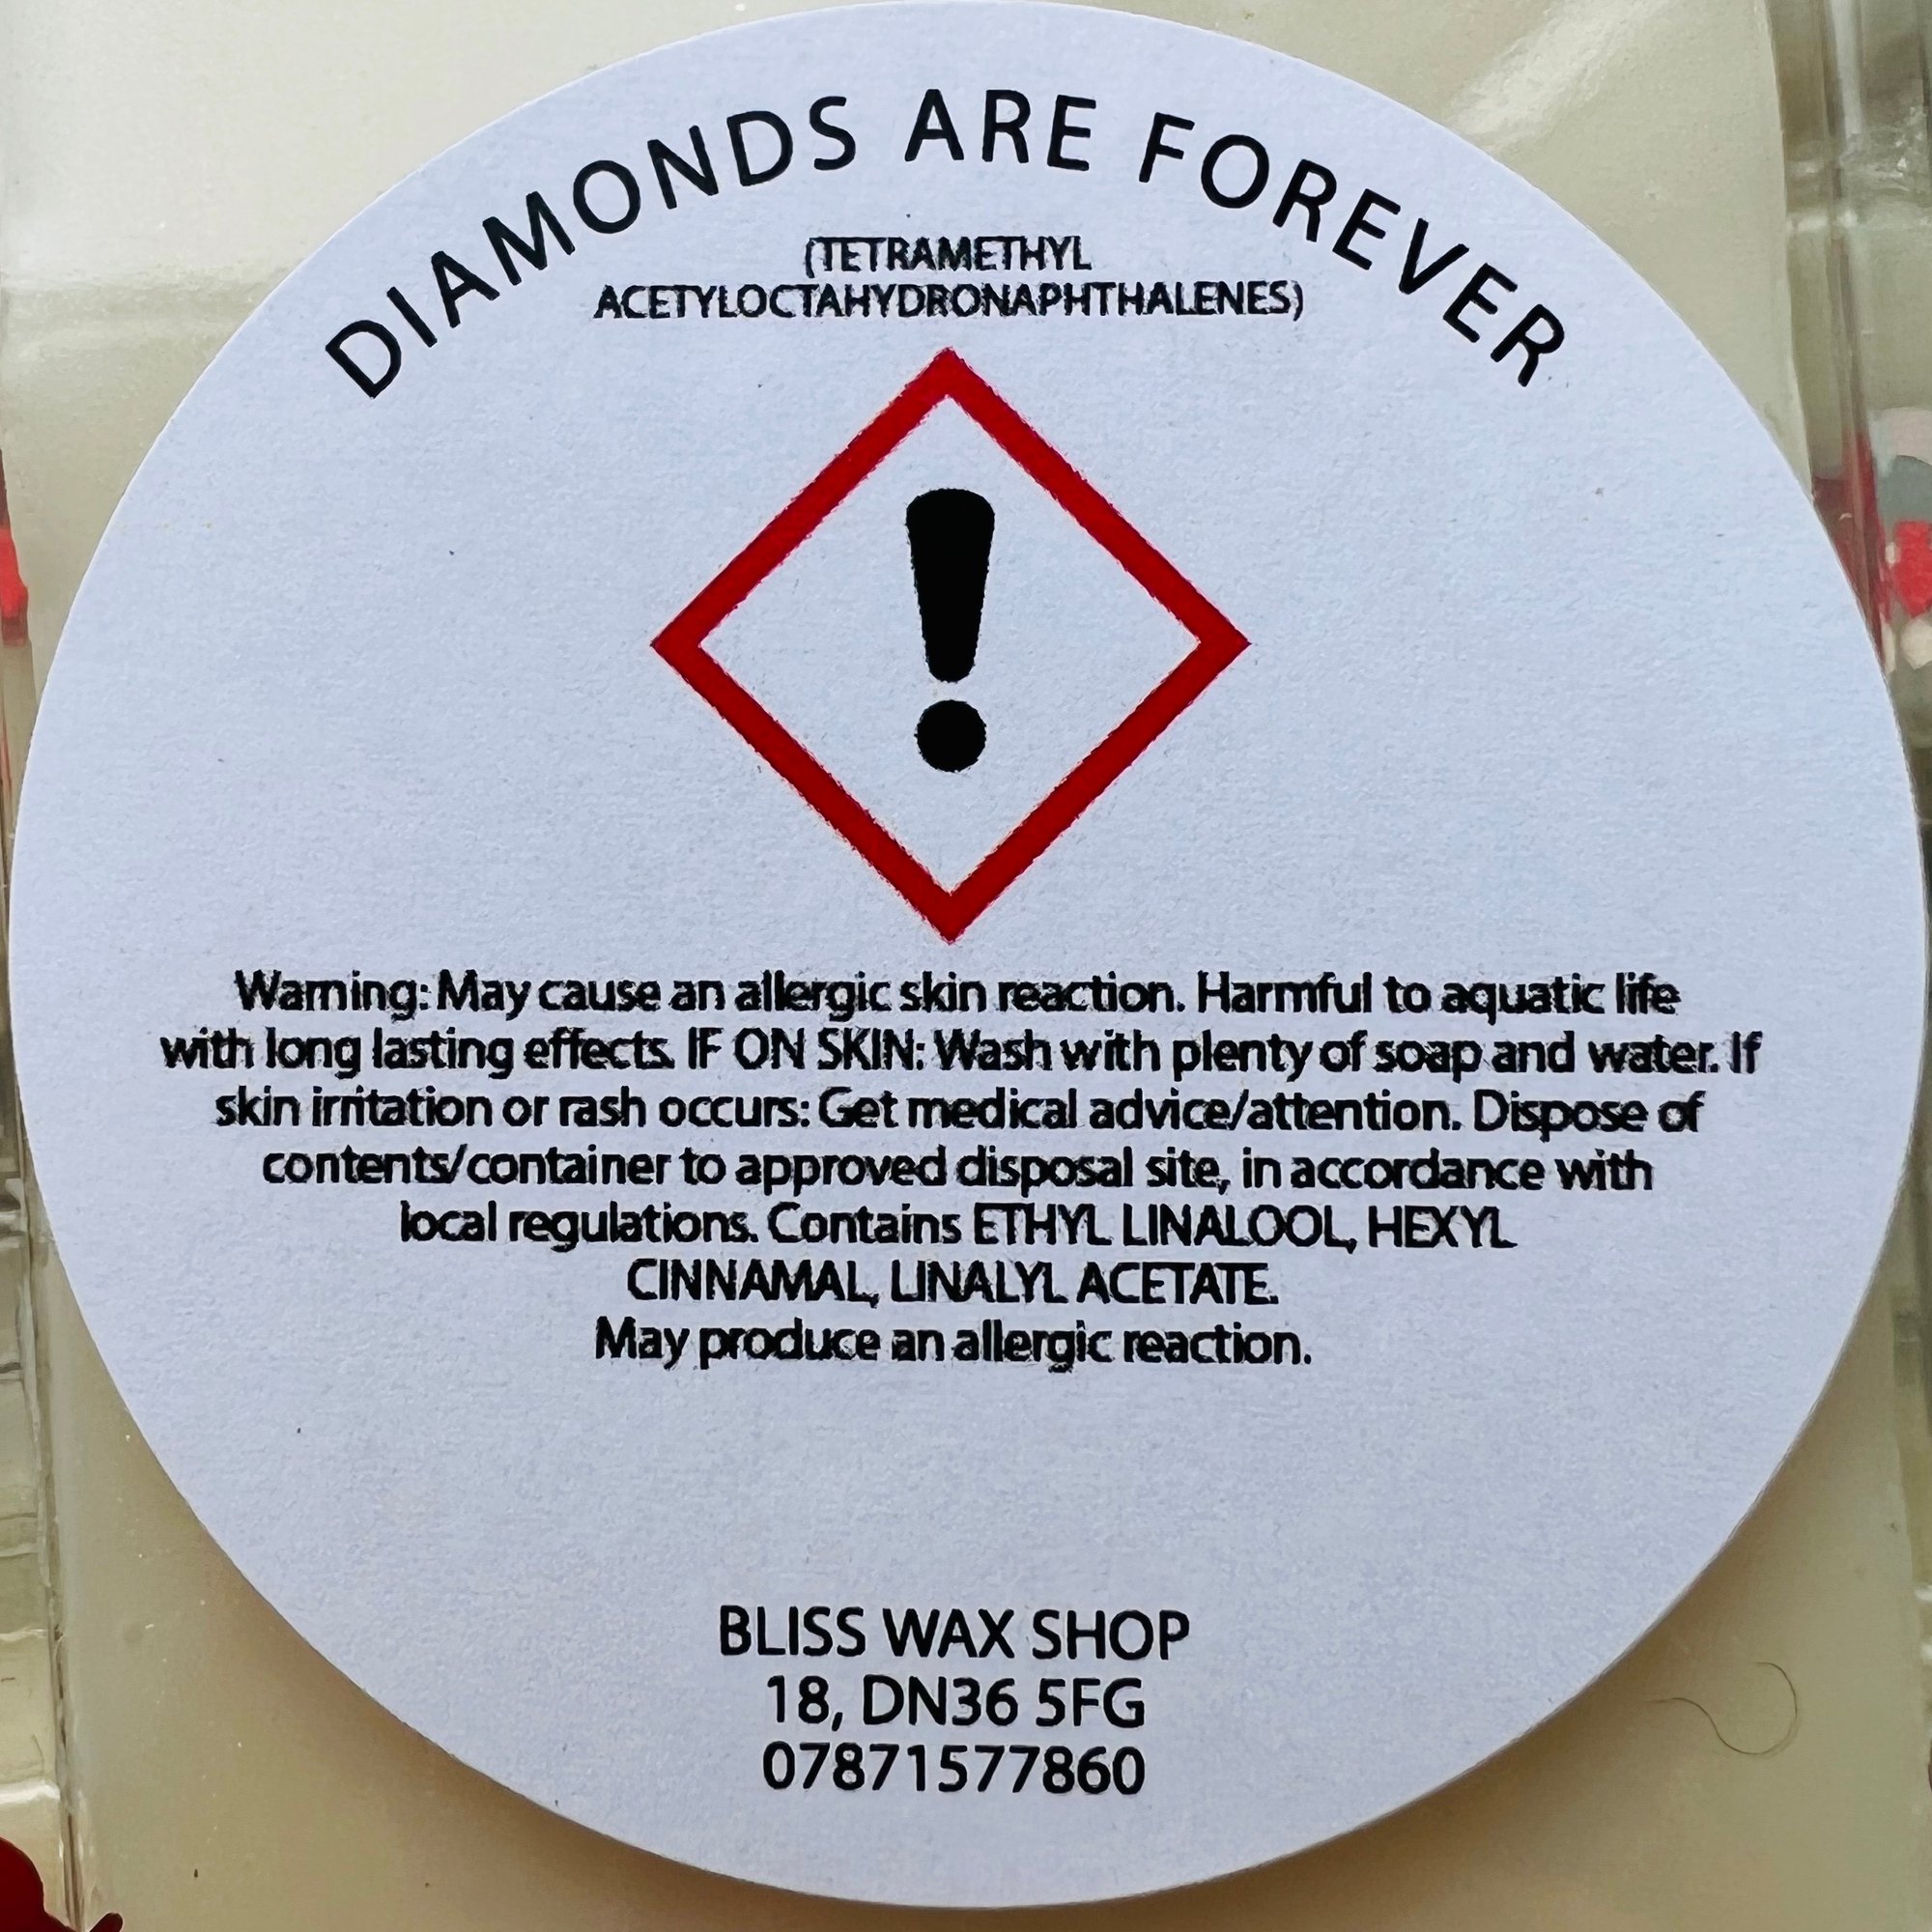 DIAMONDS ARE FOREVER
(TETRAMETHYL
ACETYLOCTAHYDRONAPHTHALENES)
!
Warning: May cause an allergic skin reaction. Harmful to aquatic life
with long lasting effects. IF ON SKIN: Wash with plenty of soap and water. If
skin irritation or rash occurs: Get medical advice/attention. Dispose of
contents/container to approved disposal site, in accordance with
local regulations. Contains ETHYL LINALOOL, HEXYL
CINNAMAL, LINALYL ACETATE.
May produce an allergic reaction.
BLISS WAX SHOP
18, DN36 5FG
07871577860